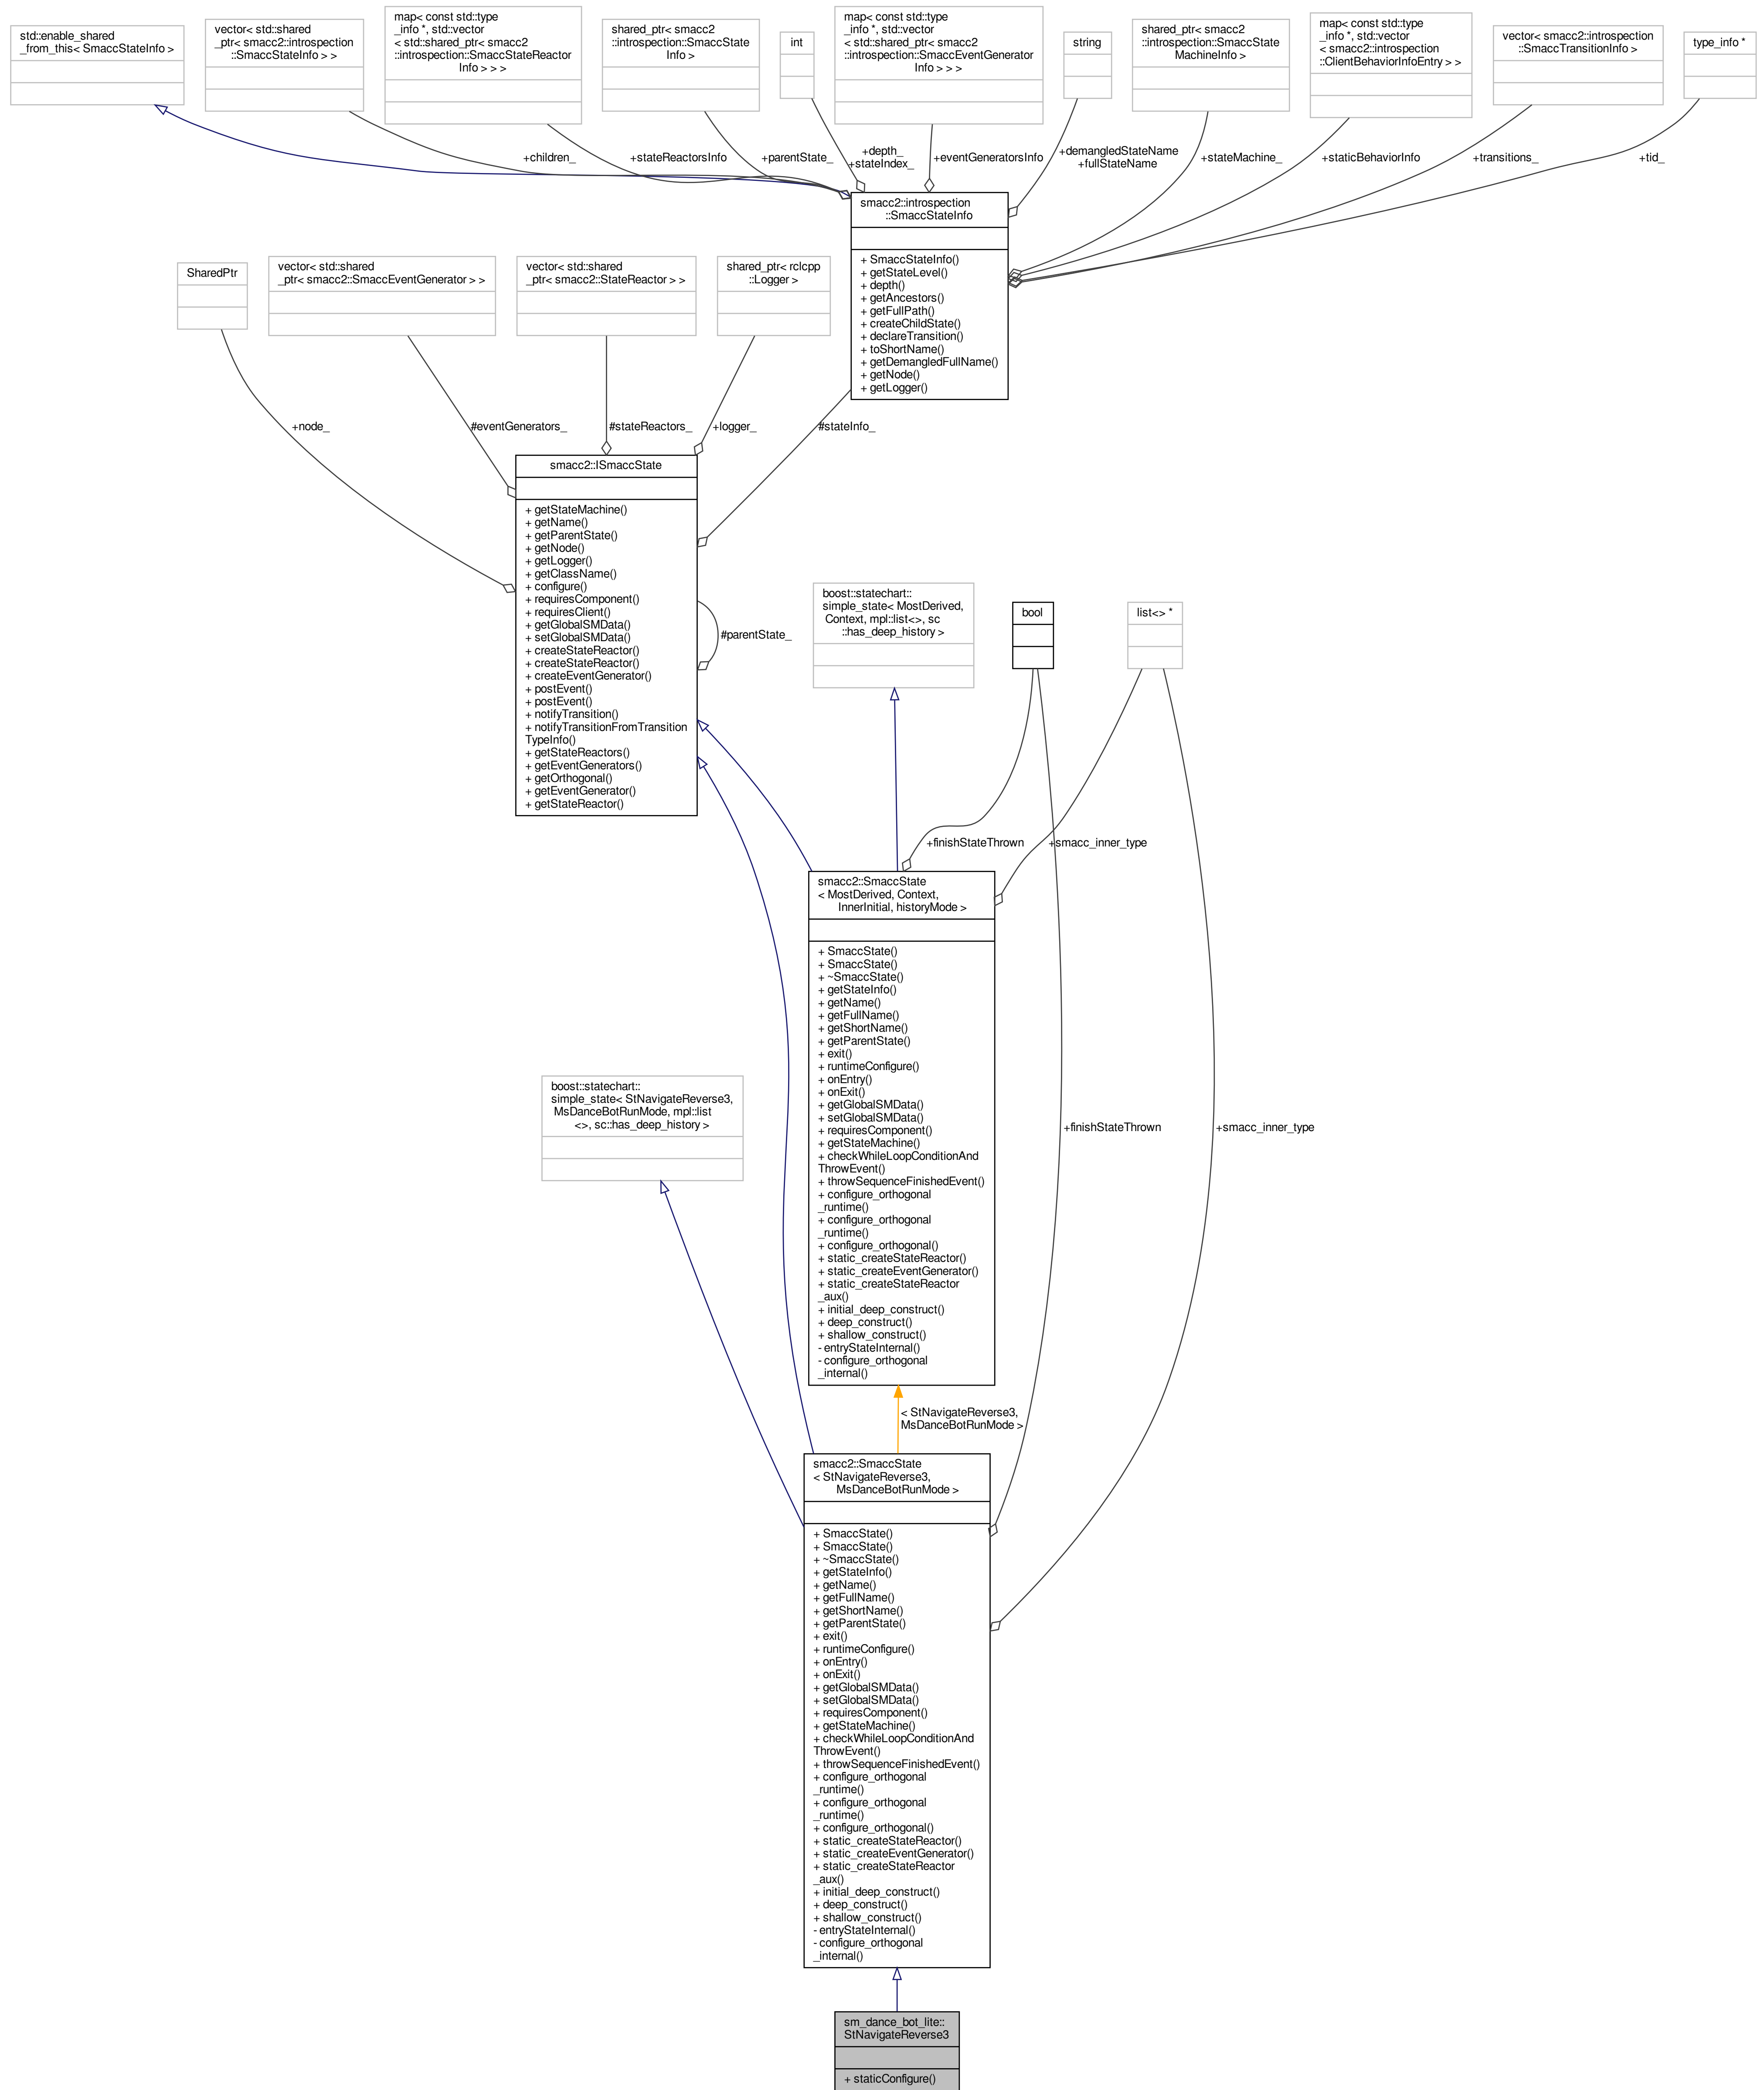 std::enable_shared
_from_this< SmaccStateInfo >
vector< std::shared
_ptr< smacc2::introspection
::SmaccStateInfo > >
map< const std::type
_info *, std::vector
< std::shared_ptr< smacc2
::introspection::SmaccStateReactor
Info > > >
shared_ptr< smacc2
::introspection::SmaccState
Info >
int
map< const std::type
_info *, std::vector
< std::shared_ptr< smacc2
::introspection::SmaccEventGenerator
Info > > >
string
shared_ptr< smacc2
::introspection::SmaccState
MachineInfo >
map< const std::type
_info *, std::vector
< smacc2::introspection
::ClientBehaviorInfoEntry > >
vector< smacc2::introspection
::SmaccTransitionInfo >
type_info *
+children_
+stateReactorsInfo
+parentState_
+depth_
+stateIndex_
+eventGeneratorsInfo
+demangledStateName
+fullStateName
+stateMachine_
+staticBehaviorInfo
+transitions_
+tid_
smacc2::introspection
::SmaccStateInfo
+ SmaccStateInfo()
+ getStateLevel()
+ depth()
+ getAncestors()
+ getFullPath()
+ createChildState()
+ declareTransition()
+ toShortName()
+ getDemangledFullName()
+ getNode()
+ getLogger()
SharedPtr
vector< std::shared
_ptr< smacc2::SmaccEventGenerator > >
vector< std::shared
_ptr< smacc2::StateReactor > >
shared_ptr< rclcpp
::Logger >
+node_
#eventGenerators_
#stateReactors_
+logger_
#stateInfo_
smacc2::ISmaccState
+ getStateMachine()
+ getName()
+ getParentState()
+ getNode()
+ getLogger()
+ getClassName()
+ configure()
+ requiresComponent()
+ requiresClient()
+ getGlobalSMData()
+ setGlobalSMData()
+ createStateReactor()
+ createStateReactor()
+ createEventGenerator()
+ postEvent()
+ postEvent()
+ notifyTransition()
+ notifyTransitionFromTransition
TypeInfo()
+ getStateReactors()
+ getEventGenerators()
+ getOrthogonal()
+ getEventGenerator()
+ getStateReactor()
#parentState_
boost::statechart::
simple_state< MostDerived,
Context, mpl::list<>, sc
::has_deep_history >
bool
list<> *
+finishStateThrown
+smacc_inner_type
smacc2::SmaccState
< MostDerived, Context,
InnerInitial, historyMode >
+ SmaccState()
+ SmaccState()
+ ~SmaccState()
+ getStateInfo()
+ getName()
+ getFullName()
+ getShortName()
+ getParentState()
+ exit()
+ runtimeConfigure()
+ onEntry()
+ onExit()
+ getGlobalSMData()
+ setGlobalSMData()
+ requiresComponent()
+ getStateMachine()
+ checkWhileLoopConditionAnd
ThrowEvent()
+ throwSequenceFinishedEvent()
+ configure_orthogonal
_runtime()
+ configure_orthogonal
_runtime()
+ configure_orthogonal()
+ static_createStateReactor()
+ static_createEventGenerator()
+ static_createStateReactor
_aux()
+ initial_deep_construct()
+ deep_construct()
+ shallow_construct()
- entryStateInternal()
- configure_orthogonal
_internal()
boost::statechart::
simple_state< StNavigateReverse3,
MsDanceBotRunMode, mpl::list
<>, sc::has_deep_history >
+finishStateThrown
+smacc_inner_type
< StNavigateReverse3,
MsDanceBotRunMode >
smacc2::SmaccState
< StNavigateReverse3,
MsDanceBotRunMode >
+ SmaccState()
+ SmaccState()
+ ~SmaccState()
+ getStateInfo()
+ getName()
+ getFullName()
+ getShortName()
+ getParentState()
+ exit()
+ runtimeConfigure()
+ onEntry()
+ onExit()
+ getGlobalSMData()
+ setGlobalSMData()
+ requiresComponent()
+ getStateMachine()
+ checkWhileLoopConditionAnd
ThrowEvent()
+ throwSequenceFinishedEvent()
+ configure_orthogonal
_runtime()
+ configure_orthogonal
_runtime()
+ configure_orthogonal()
+ static_createStateReactor()
+ static_createEventGenerator()
+ static_createStateReactor
_aux()
+ initial_deep_construct()
+ deep_construct()
+ shallow_construct()
- entryStateInternal()
- configure_orthogonal
_internal()
sm_dance_bot_lite::
StNavigateReverse3
+ staticConfigure()